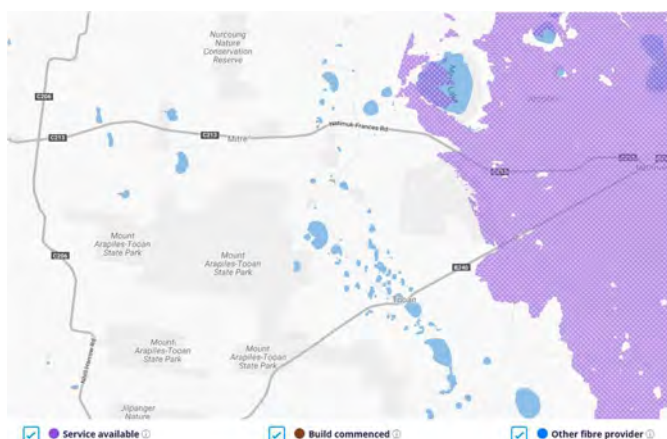 Nurcoung
Nature
Conservation
Reserve
C206
C213
C213
Mitre
Natimuk-Frances Rd
C213
Mount
Arapiles-Tooan
State Park
Mount
Arapiles-Tooan
State Park
C206
B240
Tooan
Mount
Arapiles-Tooan
State Park
Mount
Arapiles-Tooan
State Park
Jilpanger
Nature
Service available
Build commenced
Other fibre provider